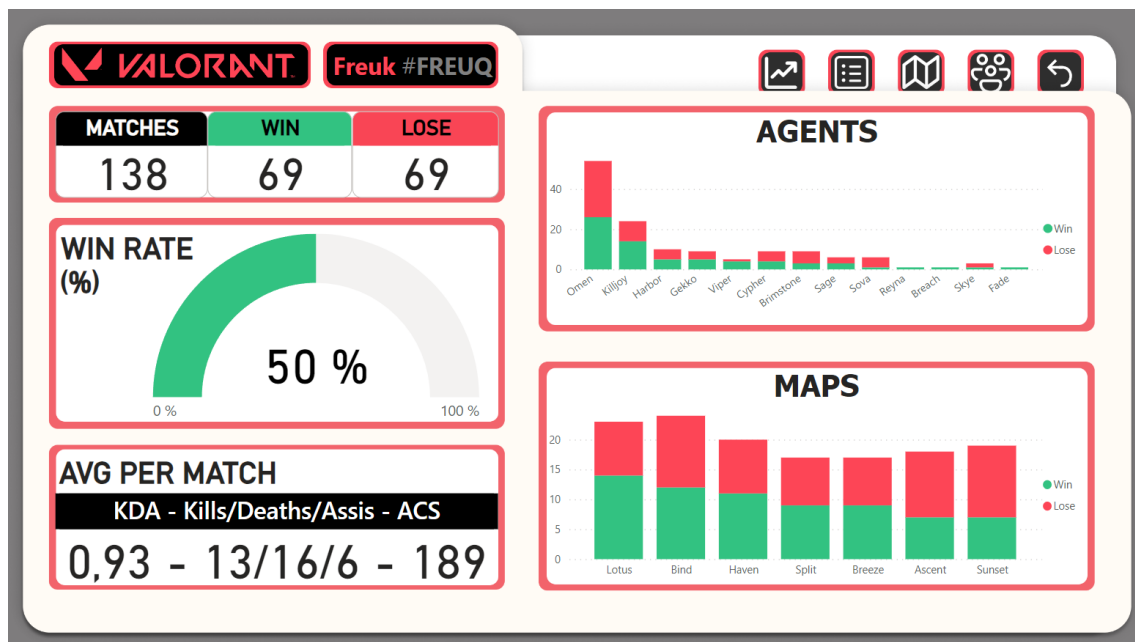 VALORANT
Freuk #FREUQ
MATCHES WIN LOSE
138 69 69
WIN RATE
(%)
50 %
0 % 100 %
AVG PER MATCH
KDA - Kills/Deaths/Assis - ACS
0,93 - 13/16/6 - 189
AGENTS
40
20
0
Win
Lose
Omen Killjoy Harbor Gekko Viper Cypher Brimstone Sage Sova Reyna Breach Skye Fade
MAPS
20
15
10
5
0
Win
Lose
Lotus Bind Haven Split Breeze Ascent Sunset